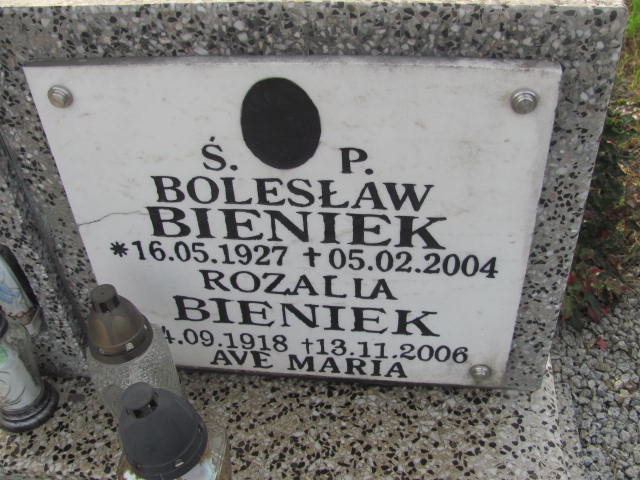 Ś. P.
BOLESŁAW
BIENIEK
*16.05.1927 †05.02.2004
ROZALIA
BIENIEK
4.09.1918 †13.11.2006
AVE MARIA